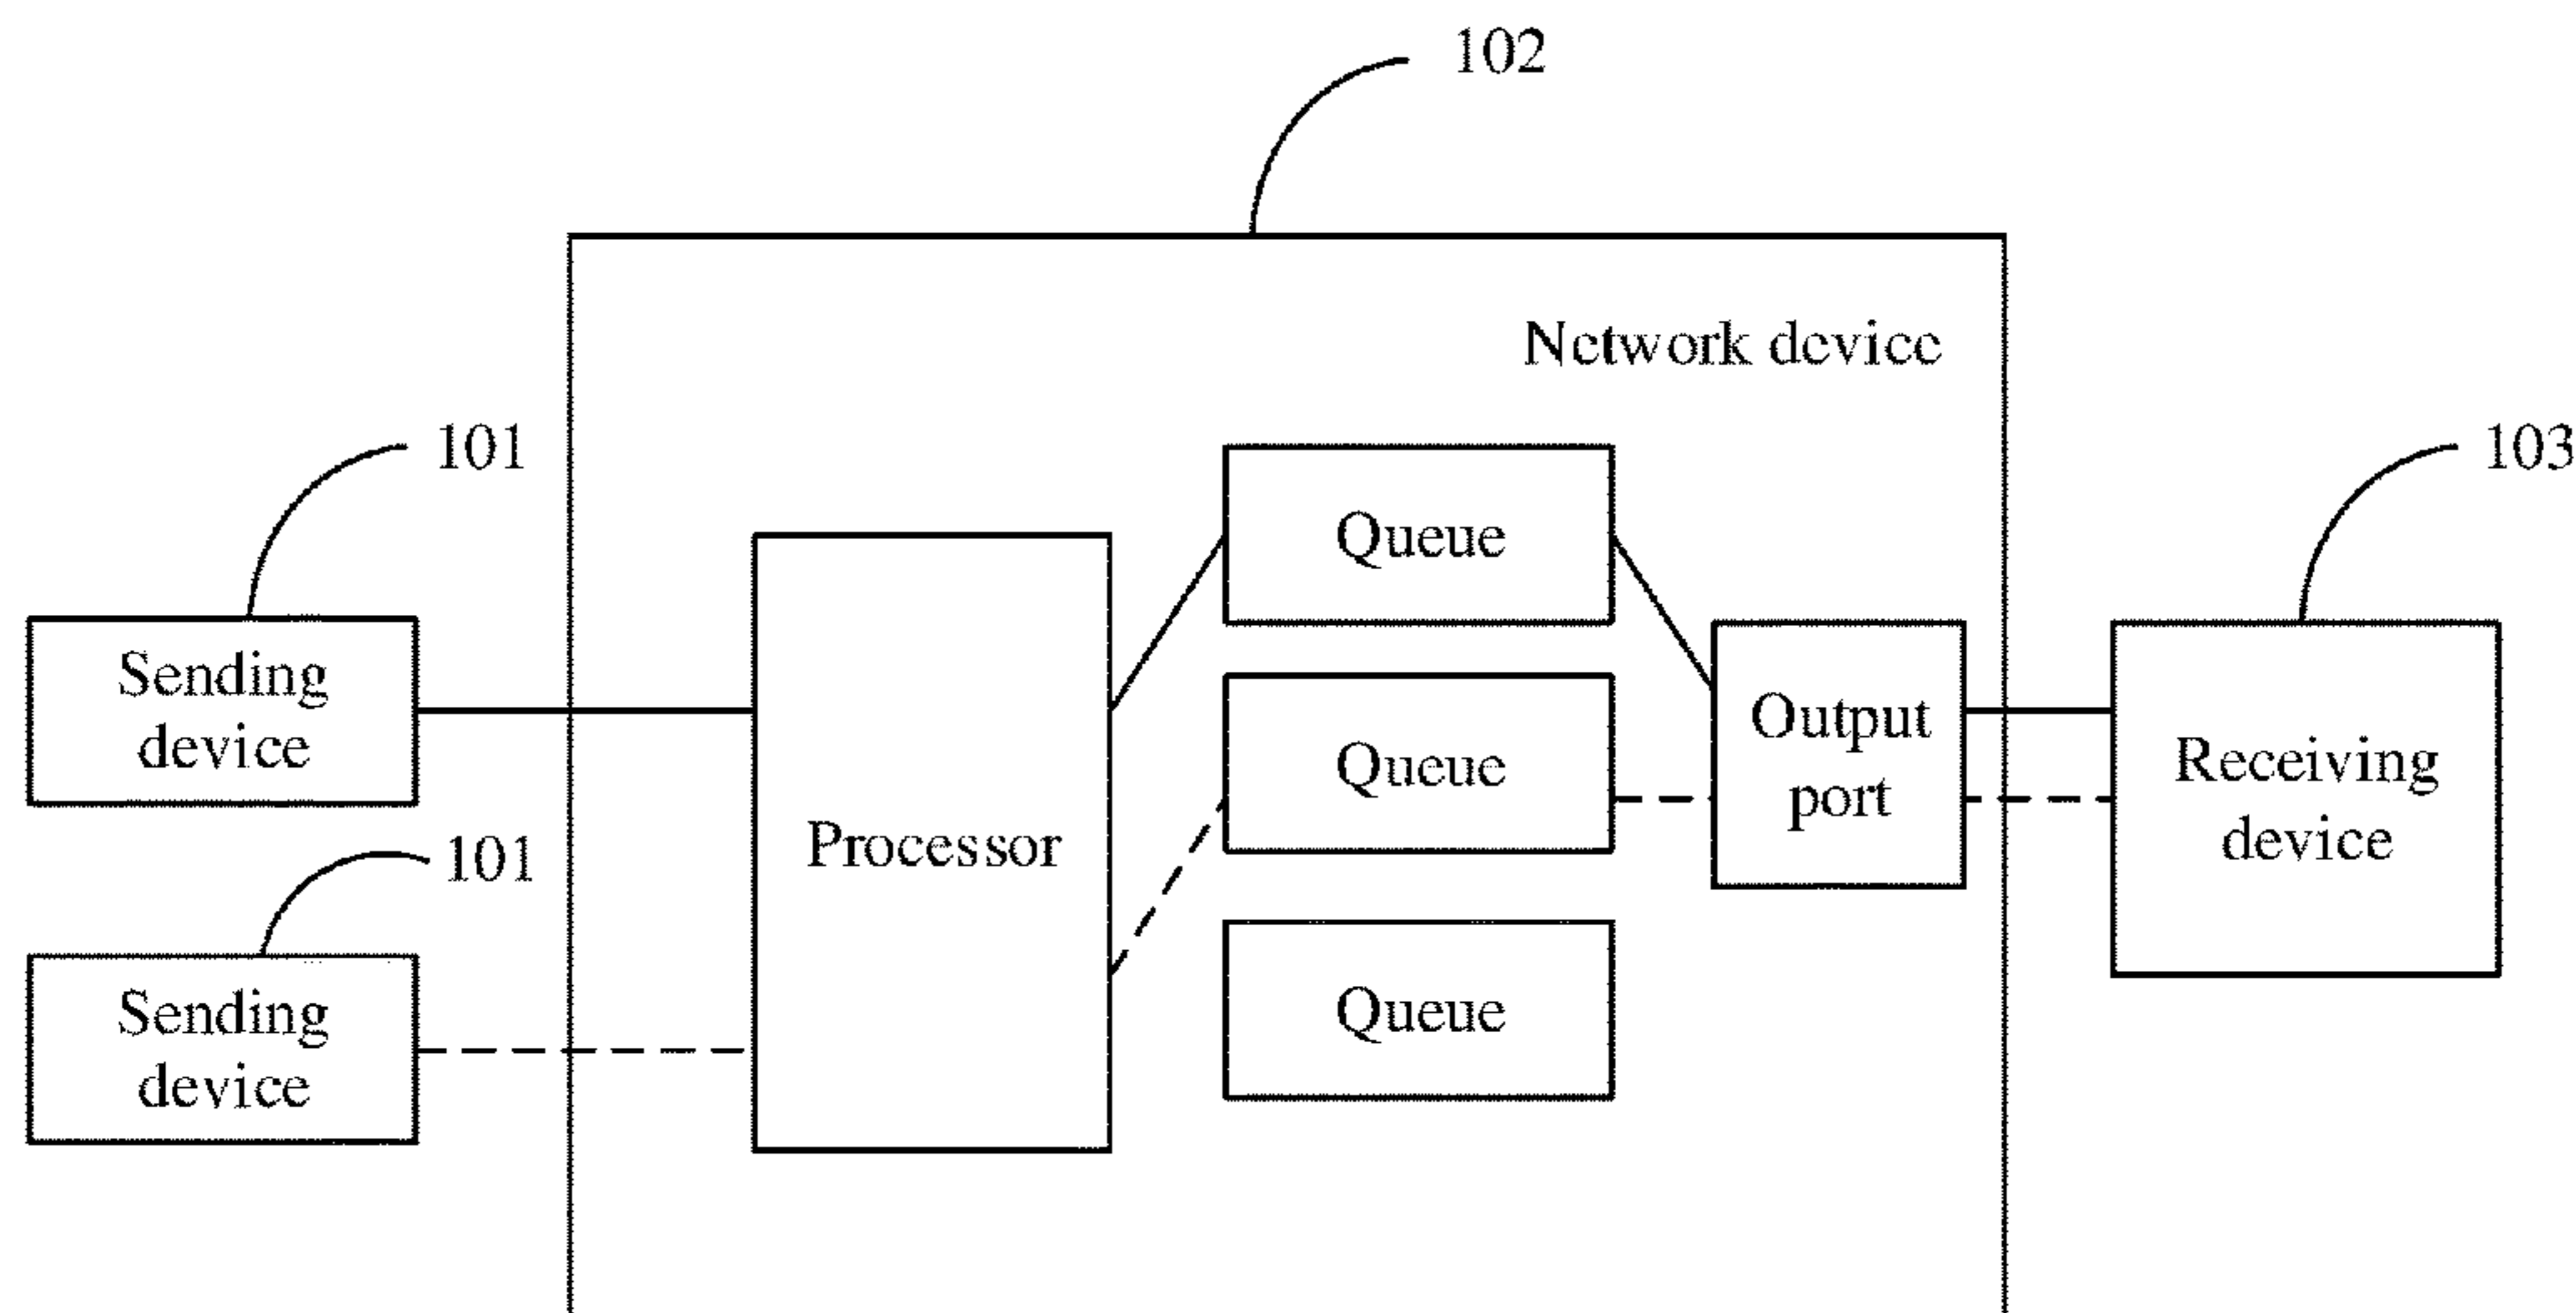 102
Network device
101
103
Queue
Sending
device
Output
port
Queue
Receiving
device
Processor
101
Sending
device
Queue